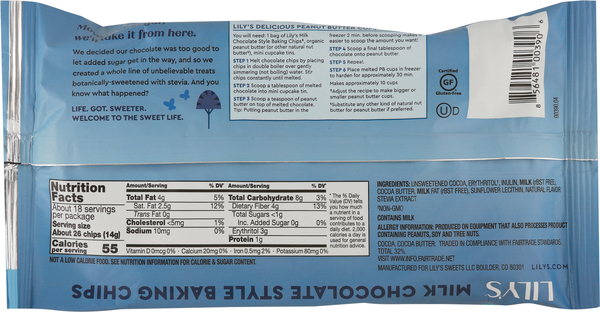 we'll take it from here.
We decided our chocolate was too good to
let added sugar get in the way, and so we
created a whole line of unbelievable treats
botanically-sweetened with stevia. And you
know what happened?
LIFE. GOT. SWEETER.
WELCOME TO THE SWEET LIFE.
LILY'S DELICIOUS PEANUT BUTTER
You will need: 1 bag of Lily's Milk
Chocolate Style Baking Chips*, organic
peanut butter (or other natural nut
butter*), mini cupcake tin.
STEP 1 Melt chocolate chips by placing
chips in double boiler over gently
simmering (not boiling) water. Stir
chips constantly until melted.
STEP 2 Scoop a tablespoon of melted
chocolate into mini cupcake tin.
STEP 3 Scoop a teaspoon of peanut
butter on top of melted chocolate.
Tip: Putting peanut butter in the
freezer 2 min. before scooping makes it
easier to scoop the amount you want!
STEP 4 Scoop a final tablespoon of
chocolate onto peanut butter.
STEP 5 Repeat.
STEP 6 Place melted PB cups in freezer
to harden for approximately 30 min.
Makes approximately 10 cups
*Adjust the recipe to make bigger or
smaller peanut butter cups.
*Substitute any other kind of natural nut
butter for peanut butter if preferred.
Certified
GF
Gluten-Free
UD
8 56481 00390 6
Nutrition
Facts
About 18 servings
per package
Serving size
About 26 chips (14g)
Calories
per serving 55
Amount/Serving % DV*
Total Fat 4g 5%
Sat. Fat 2.5g 12%
Trans Fat 0g
Cholesterol <5mg 1%
Sodium 10mg 0%
Amount/Serving % DV*
Total Carbohydrate 8g 3%
Dietary Fiber 4g 13%
Total Sugars <1g
Inc. Added Sugar 0g 0%
Erythritol 3g
Protein 1g
Vitamin D 0mcg 0% · Calcium 20mg 0% · Iron 0.5mg 2% · Potassium 80mg 0%
* The % Daily
Value (DV) tells
you how much
a nutrient in a
serving of food
contributes to a
daily diet. 2,000
calories a day is
used for general
nutrition advice.
NOT A LOW CALORIE FOOD. SEE NUTRITION INFORMATION FOR CALORIE & SUGAR CONTENT.
INGREDIENTS: UNSWEETENED COCOA, ERYTHRITOL*, INULIN, MILK (rBST FREE),
COCOA BUTTER, MILK FAT (rBST FREE), SUNFLOWER LECITHIN, NATURAL FLAVOR,
STEVIA EXTRACT
*NON-GMO
CONTAINS MILK
ALLERGY INFORMATION: PRODUCED ON EQUIPMENT THAT ALSO PROCESSES PRODUCTS
CONTAINING PEANUTS, SOY AND TREE NUTS.
COCOA, COCOA BUTTER: TRADED IN COMPLIANCE WITH FAIRTRADE STANDARDS,
TOTAL 32%.
VISIT WWW.INFO.FAIRTRADE.NET.
MANUFACTURED FOR LILY'S SWEETS LLC BOULDER, CO 80301
LILYS.COM
LILY'S MILK CHOCOLATE STYLE BAKING CHIPS